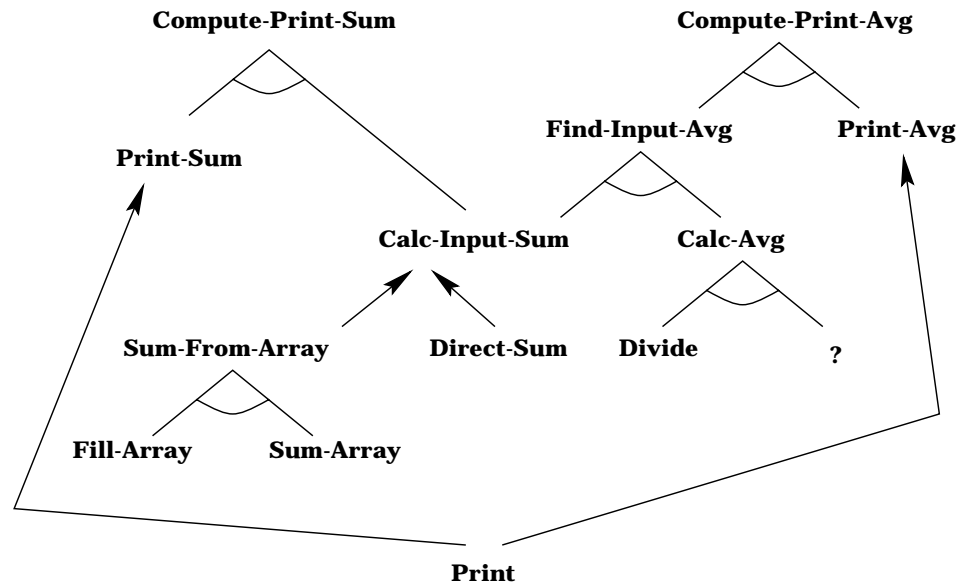 Compute-Print-Sum
Compute-Print-Avg
Find-Input-Avg
Print-Avg
Print-Sum
Calc-Input-Sum
Calc-Avg
Sum-From-Array
Direct-Sum
Divide
?
Fill-Array
Sum-Array
Print